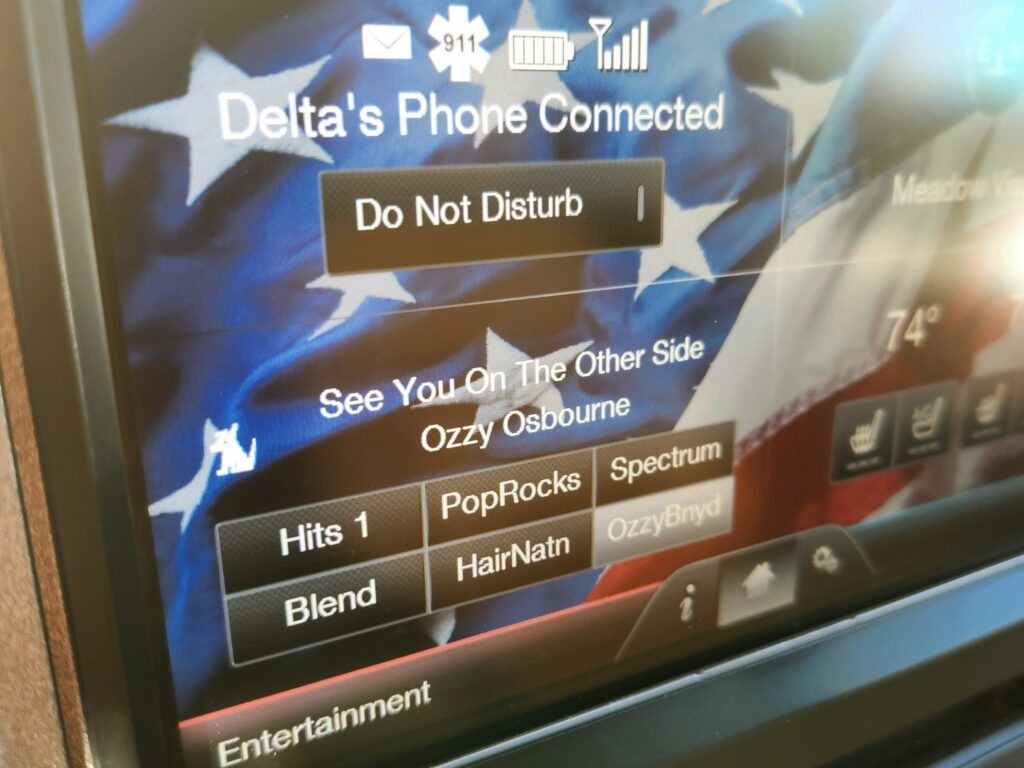 911
Delta's Phone Connected
Do Not Disturb
Meadow
74°
See You On The Other Side
Ozzy Osbourne
Hits 1
PopRocks
Spectrum
Blend
HairNatn
OzzyBnyd
Entertainment